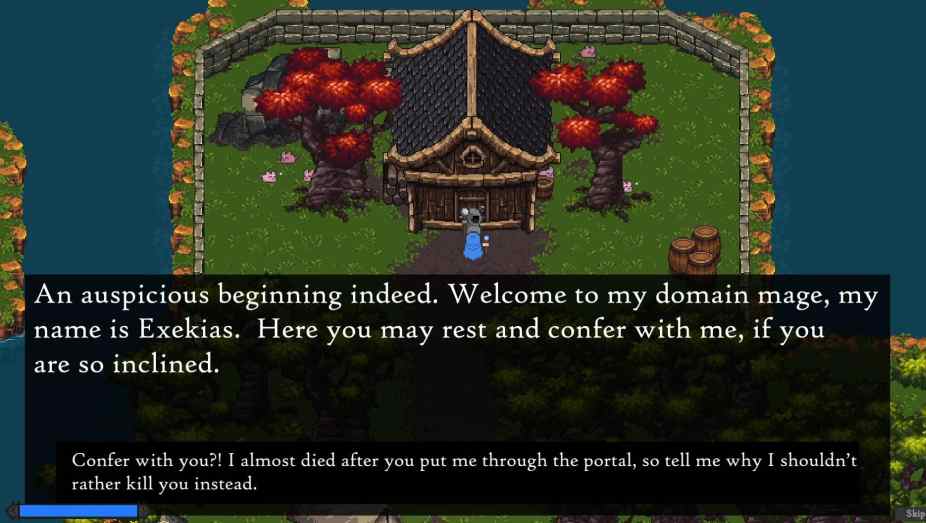 An auspicious beginning indeed. Welcome to my domain mage, my
name is Exekias.  Here you may rest and confer with me, if you
are so inclined.
Confer with you?! I almost died after you put me through the portal, so tell me why I shouldn't
rather kill you instead.
Skip